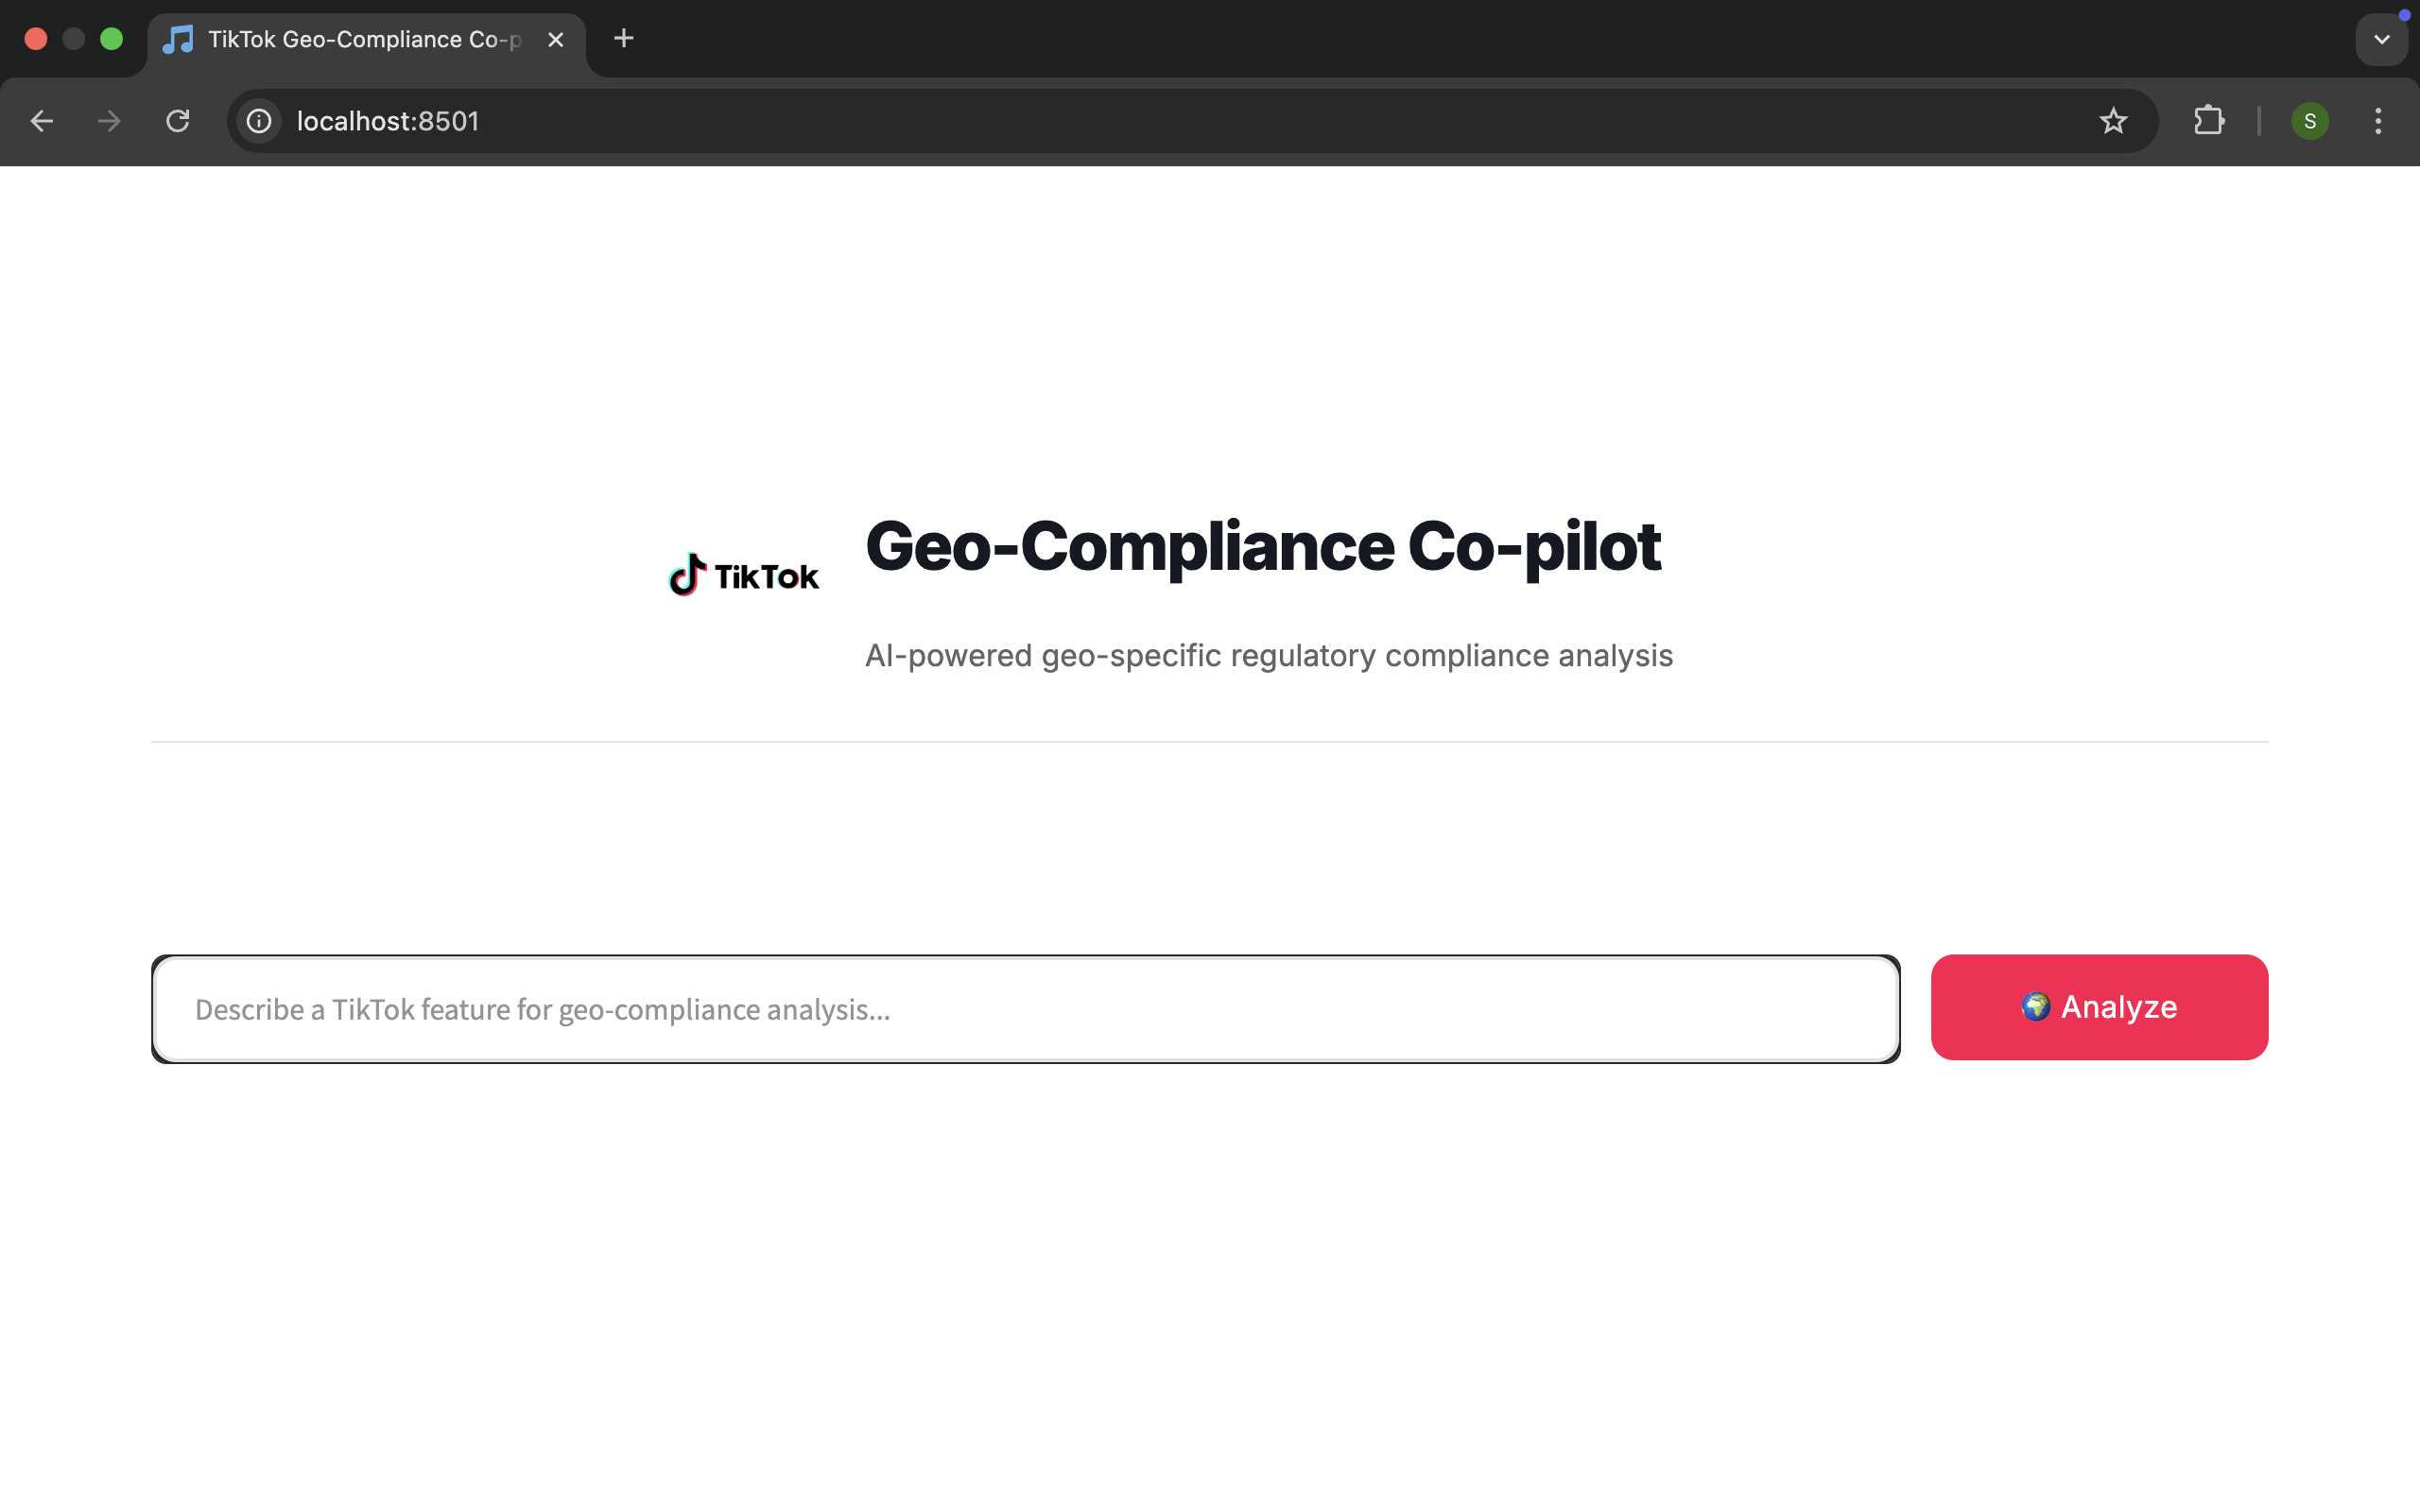 TikTok Geo-Compliance Co-p
localhost:8501
S
TikTok
Geo-Compliance Co-pilot
AI-powered geo-specific regulatory compliance analysis
Describe a TikTok feature for geo-compliance analysis...
Analyze